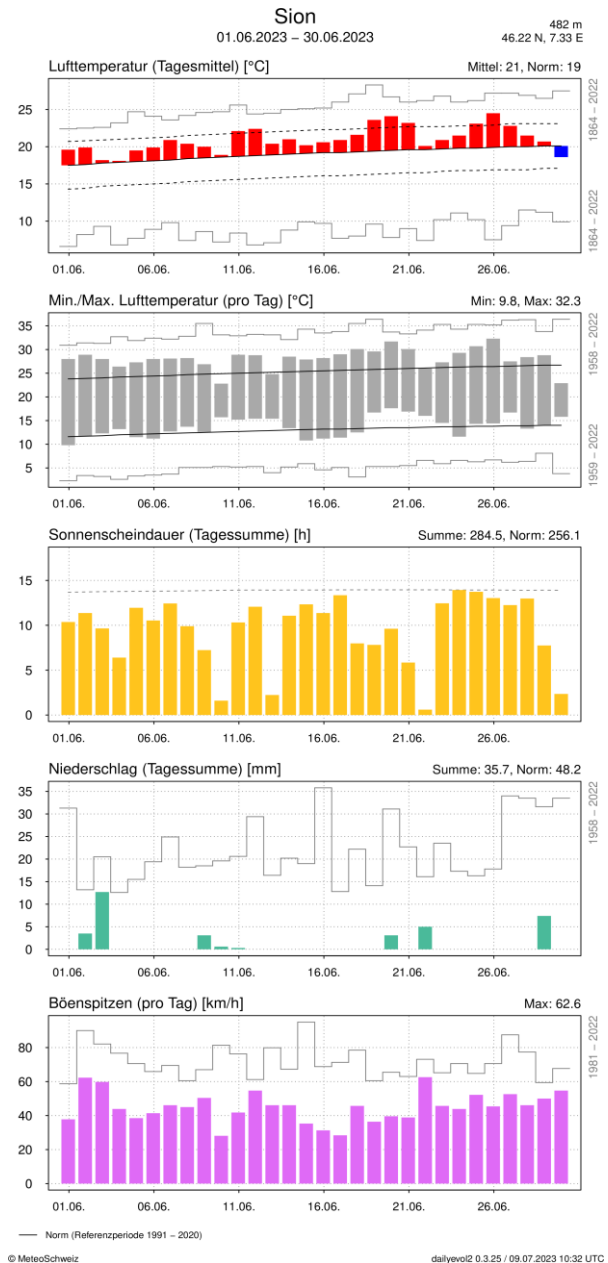 Sion
01.06.2023 – 30.06.2023
482 m
46.22 N, 7.33 E
Lufttemperatur (Tagesmittel) [°C]
Mittel: 21, Norm: 19
25
20
15
10
1864 – 2022
1864 – 2022
01.06. 06.06. 11.06. 16.06. 21.06. 26.06.
Min./Max. Lufttemperatur (pro Tag) [°C]
Min: 9.8, Max: 32.3
35
30
25
20
15
10
5
1958 – 2022
1959 – 2022
01.06. 06.06. 11.06. 16.06. 21.06. 26.06.
Sonnenscheindauer (Tagessumme) [h]
Summe: 284.5, Norm: 256.1
15
10
5
0
01.06. 06.06. 11.06. 16.06. 21.06. 26.06.
Niederschlag (Tagessumme) [mm]
Summe: 35.7, Norm: 48.2
35
30
25
20
15
10
5
0
1958 – 2022
01.06. 06.06. 11.06. 16.06. 21.06. 26.06.
Böenspitzen (pro Tag) [km/h]
Max: 62.6
80
60
40
20
0
1981 – 2022
01.06. 06.06. 11.06. 16.06. 21.06. 26.06.
Norm (Referenzperiode 1991 – 2020)
© MeteoSchweiz
dailyevol2 0.3.25 / 09.07.2023 10:32 UTC